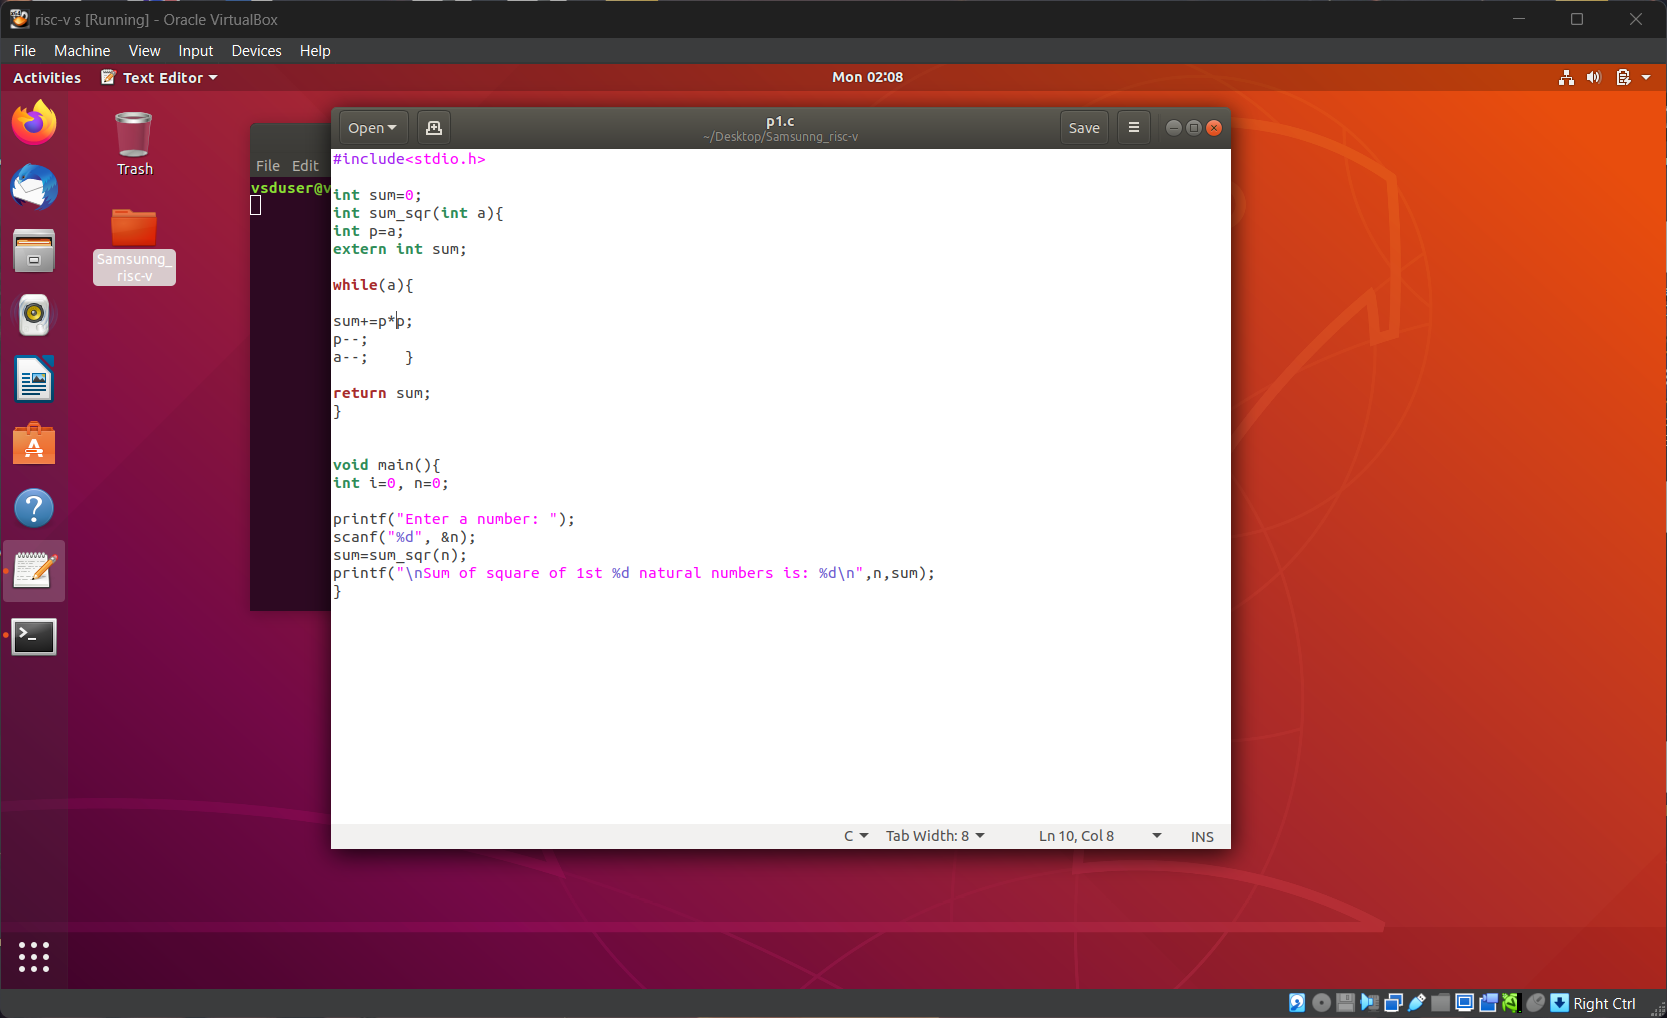 risc-v s [Running] - Oracle VirtualBox
File Machine View Input Devices Help
Activities Text Editor Mon 02:08
Trash
Samsunng_
risc-v
File Edit
vsduser@v
Open p1.c Save
~/Desktop/Samsunng_risc-v
#include<stdio.h>
int sum=0;
int sum_sqr(int a){
int p=a;
extern int sum;
while(a){
sum+=p*p;
p--;
a--; }
return sum;
}
void main(){
int i=0, n=0;
printf("Enter a number: ");
scanf("%d", &n);
sum=sum_sqr(n);
printf("\nSum of square of 1st %d natural numbers is: %d\n",n,sum);
}
C Tab Width: 8 Ln 10, Col 8 INS
Right Ctrl